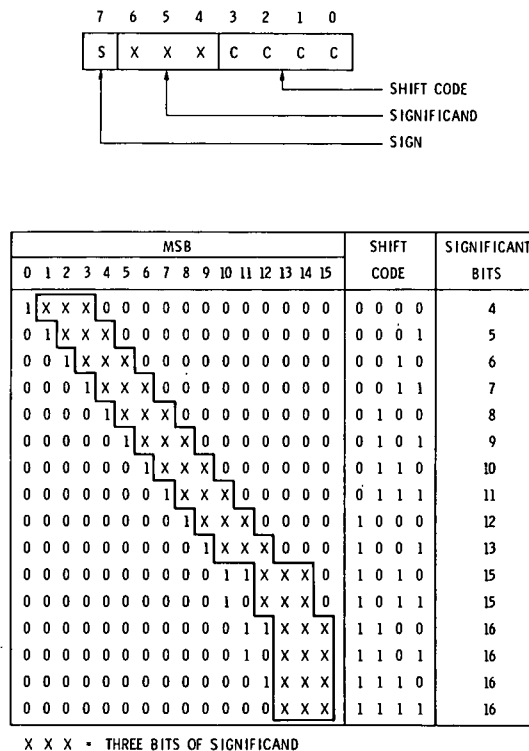 7 6 5 4 3 2 1 0
S X X X C C C C
SHIFT CODE
SIGNIFICAND
SIGN
MSB SHIFT SIGNIFICANT
0 1 2 3 4 5 6 7 8 9 10 11 12 13 14 15 CODE BITS
1 X X X 0 0 0 0 0 0 0 0 0 0 0 0 0 0 0 0 4
0 1 X X X 0 0 0 0 0 0 0 0 0 0 0 0 0 0 1 5
0 0 1 X X X 0 0 0 0 0 0 0 0 0 0 0 0 1 0 6
0 0 0 1 X X X 0 0 0 0 0 0 0 0 0 0 0 1 1 7
0 0 0 0 1 X X X 0 0 0 0 0 0 0 0 0 1 0 0 8
0 0 0 0 0 1 X X X 0 0 0 0 0 0 0 0 1 0 1 9
0 0 0 0 0 0 1 X X X 0 0 0 0 0 0 0 1 1 0 10
0 0 0 0 0 0 0 1 X X X 0 0 0 0 0 0 1 1 1 11
0 0 0 0 0 0 0 0 1 X X X 0 0 0 0 1 0 0 0 12
0 0 0 0 0 0 0 0 0 1 X X X 0 0 0 1 0 0 1 13
0 0 0 0 0 0 0 0 0 0 1 1 X X X 0 1 0 1 0 15
0 0 0 0 0 0 0 0 0 0 1 0 X X X 0 1 0 1 1 15
0 0 0 0 0 0 0 0 0 0 0 1 1 X X X 1 1 0 0 16
0 0 0 0 0 0 0 0 0 0 0 1 0 X X X 1 1 0 1 16
0 0 0 0 0 0 0 0 0 0 0 0 1 X X X 1 1 1 0 16
0 0 0 0 0 0 0 0 0 0 0 0 0 X X X 1 1 1 1 16
X X X = THREE BITS OF SIGNIFICAND